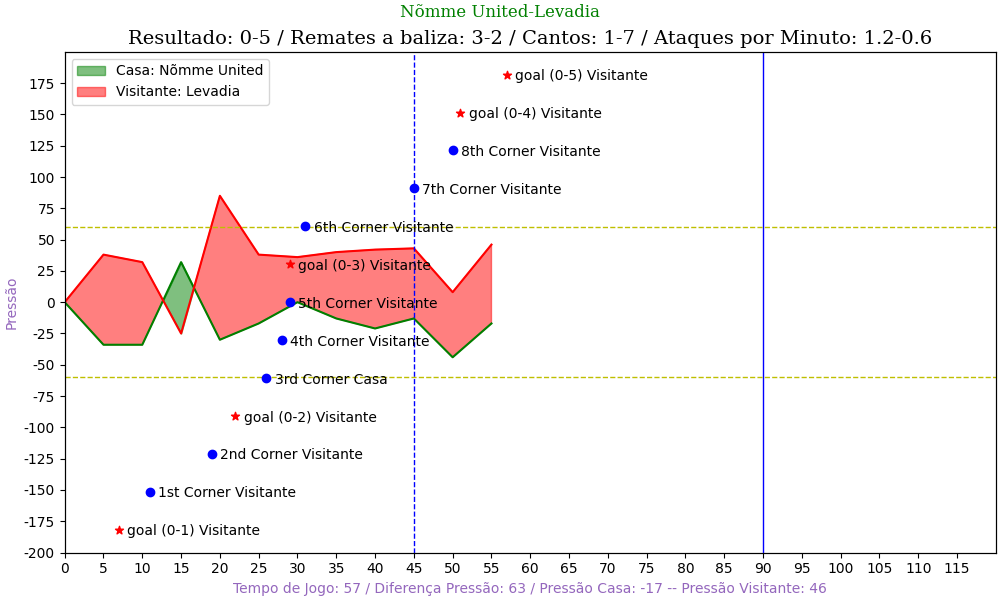 Nõmme United-Levadia
Resultado: 0-5 / Remates a baliza: 3-2 / Cantos: 1-7 / Ataques por Minuto: 1.2-0.6
Casa: Nõmme United
Visitante: Levadia
goal (0-5) Visitante
goal (0-4) Visitante
8th Corner Visitante
7th Corner Visitante
6th Corner Visitante
goal (0-3) Visitante
5th Corner Visitante
4th Corner Visitante
3rd Corner Casa
goal (0-2) Visitante
2nd Corner Visitante
1st Corner Visitante
goal (0-1) Visitante
Pressão
175
150
125
100
75
50
25
0
-25
-50
-75
-100
-125
-150
-175
-200
0 5 10 15 20 25 30 35 40 45 50 55 60 65 70 75 80 85 90 95 100 105 110 115
Tempo de Jogo: 57 / Diferença Pressão: 63 / Pressão Casa: -17 -- Pressão Visitante: 46